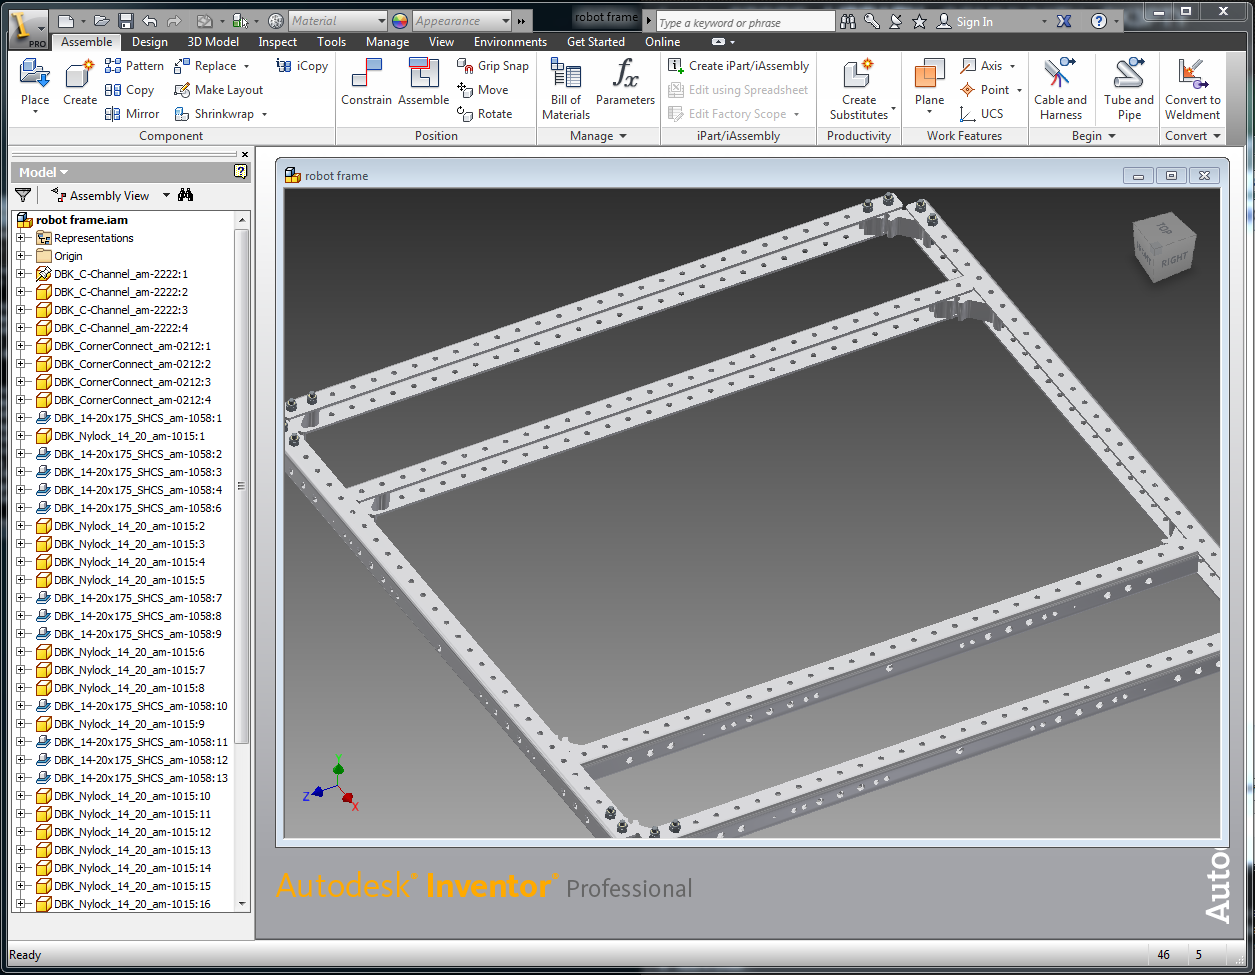 robot frame
Type a keyword or phrase
Sign In
Material
Appearance
PRO
Assemble Design 3D Model Inspect Tools Manage View Environments Get Started Online
Place
Create
Pattern
Copy
Mirror
Replace
Make Layout
Shrinkwrap
iCopy
Component
Constrain
Assemble
Grip Snap
Move
Rotate
Position
Bill of
Materials
Parameters
Manage
Create iPart/iAssembly
Edit using Spreadsheet
Edit Factory Scope
iPart/iAssembly
Create
Substitutes
Productivity
Plane
Axis
Point
UCS
Work Features
Cable and
Harness
Tube and
Pipe
Begin
Convert to
Weldment
Convert
Model
Assembly View
robot frame.iam
Representations
Origin
DBK_C-Channel_am-2222:1
DBK_C-Channel_am-2222:2
DBK_C-Channel_am-2222:3
DBK_C-Channel_am-2222:4
DBK_CornerConnect_am-0212:1
DBK_CornerConnect_am-0212:2
DBK_CornerConnect_am-0212:3
DBK_CornerConnect_am-0212:4
DBK_14-20x175_SHCS_am-1058:1
DBK_Nylock_14_20_am-1015:1
DBK_14-20x175_SHCS_am-1058:2
DBK_14-20x175_SHCS_am-1058:3
DBK_14-20x175_SHCS_am-1058:4
DBK_14-20x175_SHCS_am-1058:6
DBK_Nylock_14_20_am-1015:2
DBK_Nylock_14_20_am-1015:3
DBK_Nylock_14_20_am-1015:4
DBK_Nylock_14_20_am-1015:5
DBK_14-20x175_SHCS_am-1058:7
DBK_14-20x175_SHCS_am-1058:8
DBK_14-20x175_SHCS_am-1058:9
DBK_Nylock_14_20_am-1015:6
DBK_Nylock_14_20_am-1015:7
DBK_Nylock_14_20_am-1015:8
DBK_14-20x175_SHCS_am-1058:10
DBK_Nylock_14_20_am-1015:9
DBK_14-20x175_SHCS_am-1058:11
DBK_14-20x175_SHCS_am-1058:12
DBK_14-20x175_SHCS_am-1058:13
DBK_Nylock_14_20_am-1015:10
DBK_Nylock_14_20_am-1015:11
DBK_Nylock_14_20_am-1015:12
DBK_Nylock_14_20_am-1015:13
DBK_Nylock_14_20_am-1015:14
DBK_Nylock_14_20_am-1015:15
DBK_Nylock_14_20_am-1015:16
robot frame
TOP
RIGHT
Y
Z
X
Autodesk® Inventor® Professional
Auto
Ready
46 5